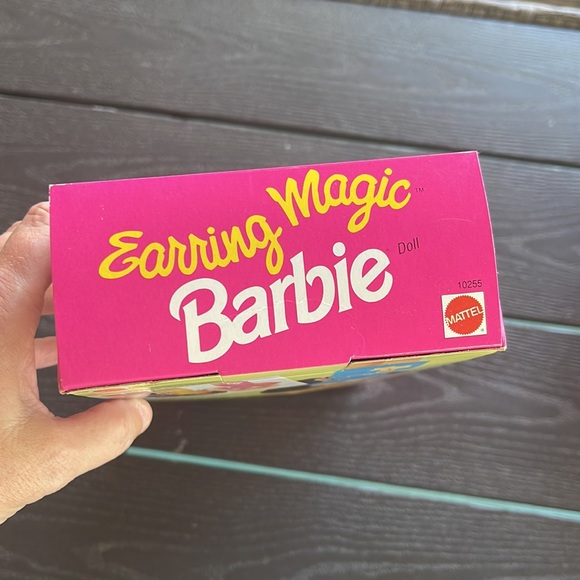 Earring Magic™
Barbie® Doll
10255
MATTEL